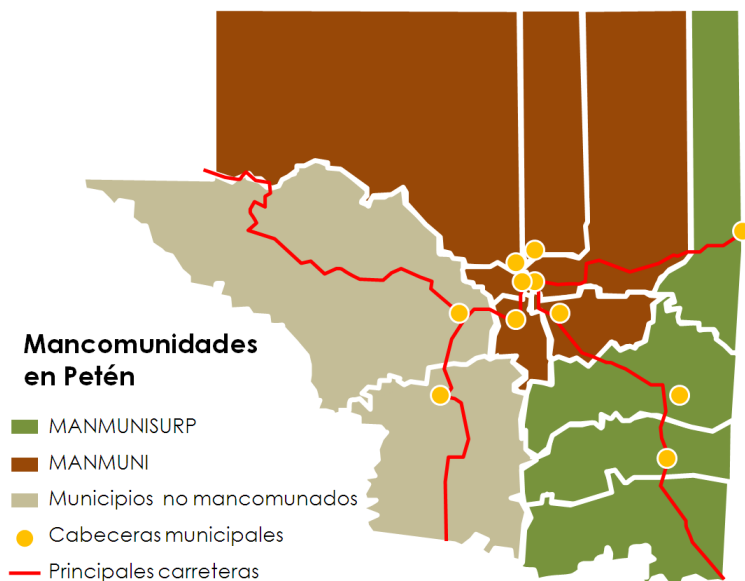 Mancomunidades
en Petén
MANMUNISURP
MANMUNI
Municipios no mancomunados
Cabeceras municipales
Principales carreteras